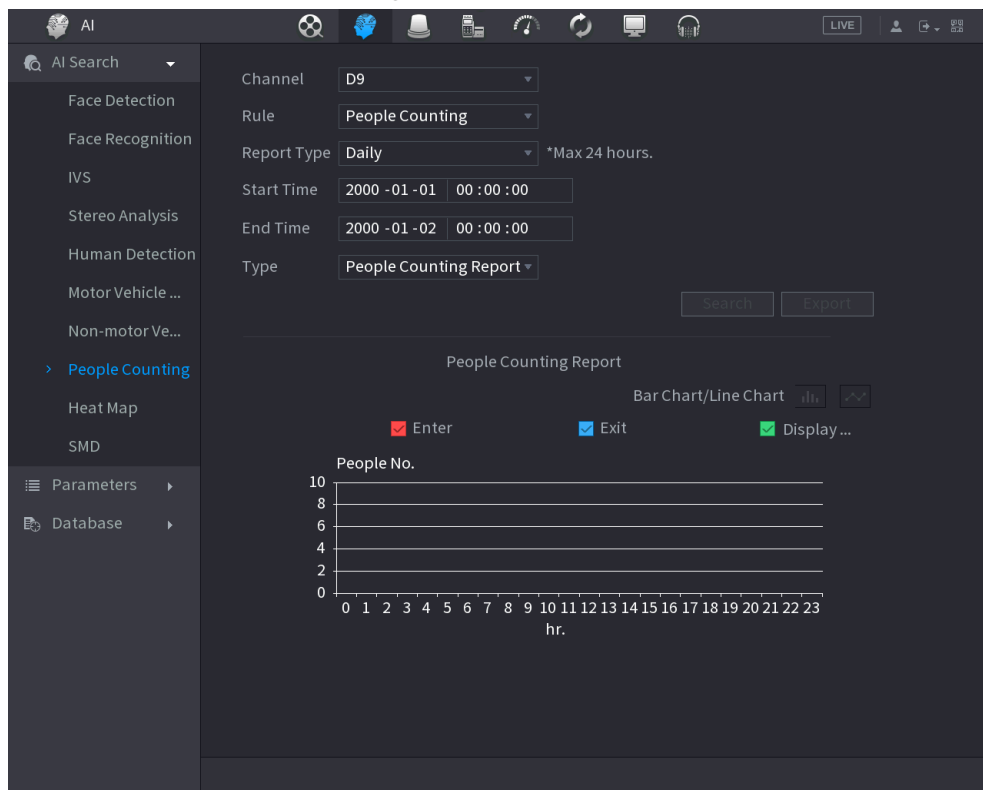 AI
LIVE
AI Search
Face Detection
Face Recognition
IVS
Stereo Analysis
Human Detection
Motor Vehicle ...
Non-motor Ve...
People Counting
Heat Map
SMD
Parameters
Database
Channel D9
Rule People Counting
Report Type Daily *Max 24 hours.
Start Time 2000 -01 -01 00 :00 :00
End Time 2000 -01 -02 00 :00 :00
Type People Counting Report
Search Export
People Counting Report
Bar Chart/Line Chart
Enter Exit Display ...
People No.
10
8
6
4
2
0
0 1 2 3 4 5 6 7 8 9 10 11 12 13 14 15 16 17 18 19 20 21 22 23
hr.